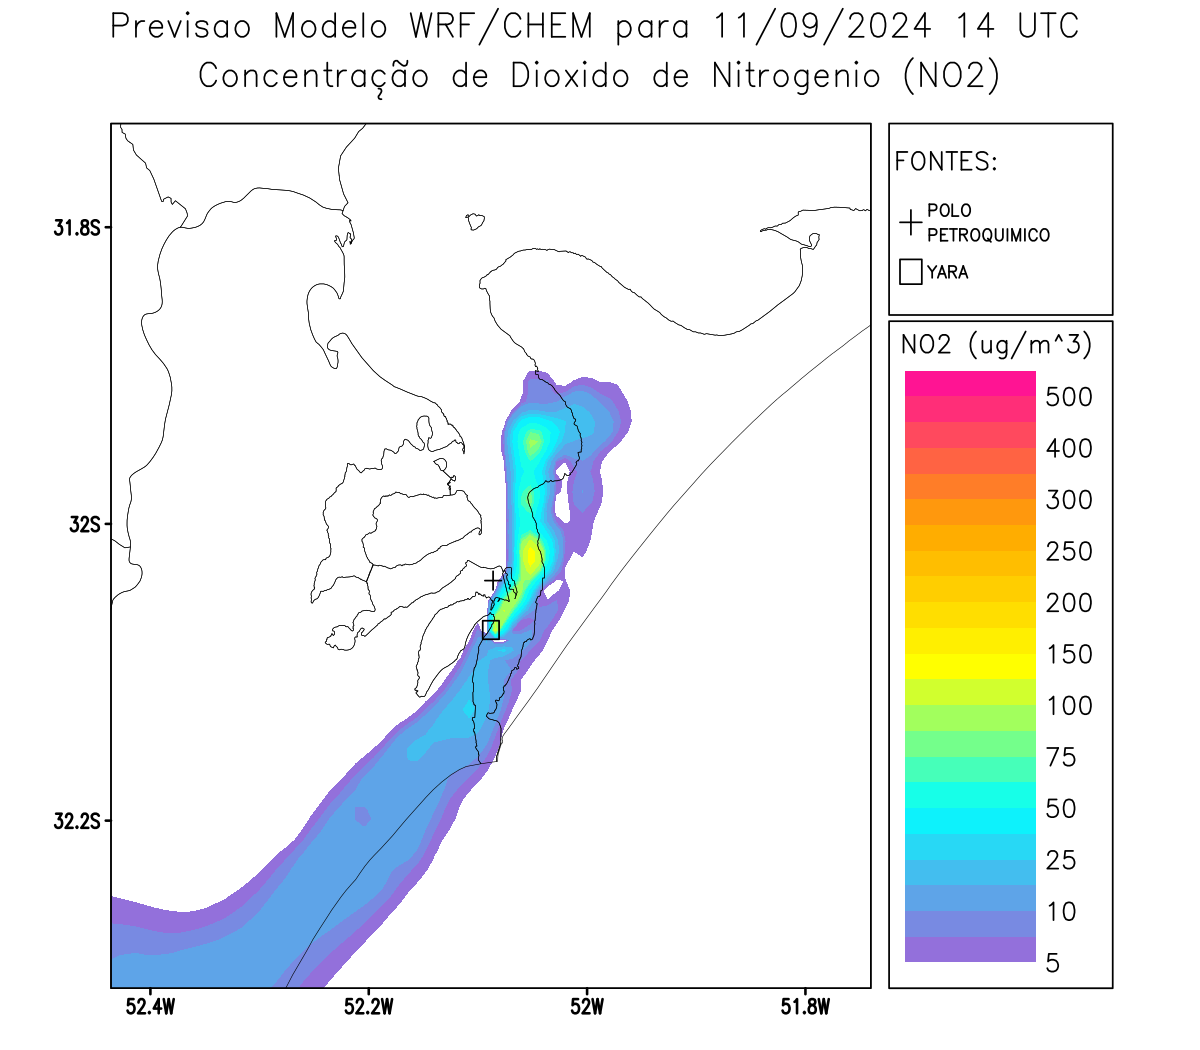 Previsao Modelo WRF/CHEM para 11/09/2024 14 UTC
Concentração de Dioxido de Nitrogenio (NO2)
FONTES:
POLO
PETROQUIMICO
YARA
NO2 (ug/m^3)
500
400
300
250
200
150
100
75
50
25
10
5
31.8S
32S
32.2S
52.4W
52.2W
52W
51.8W